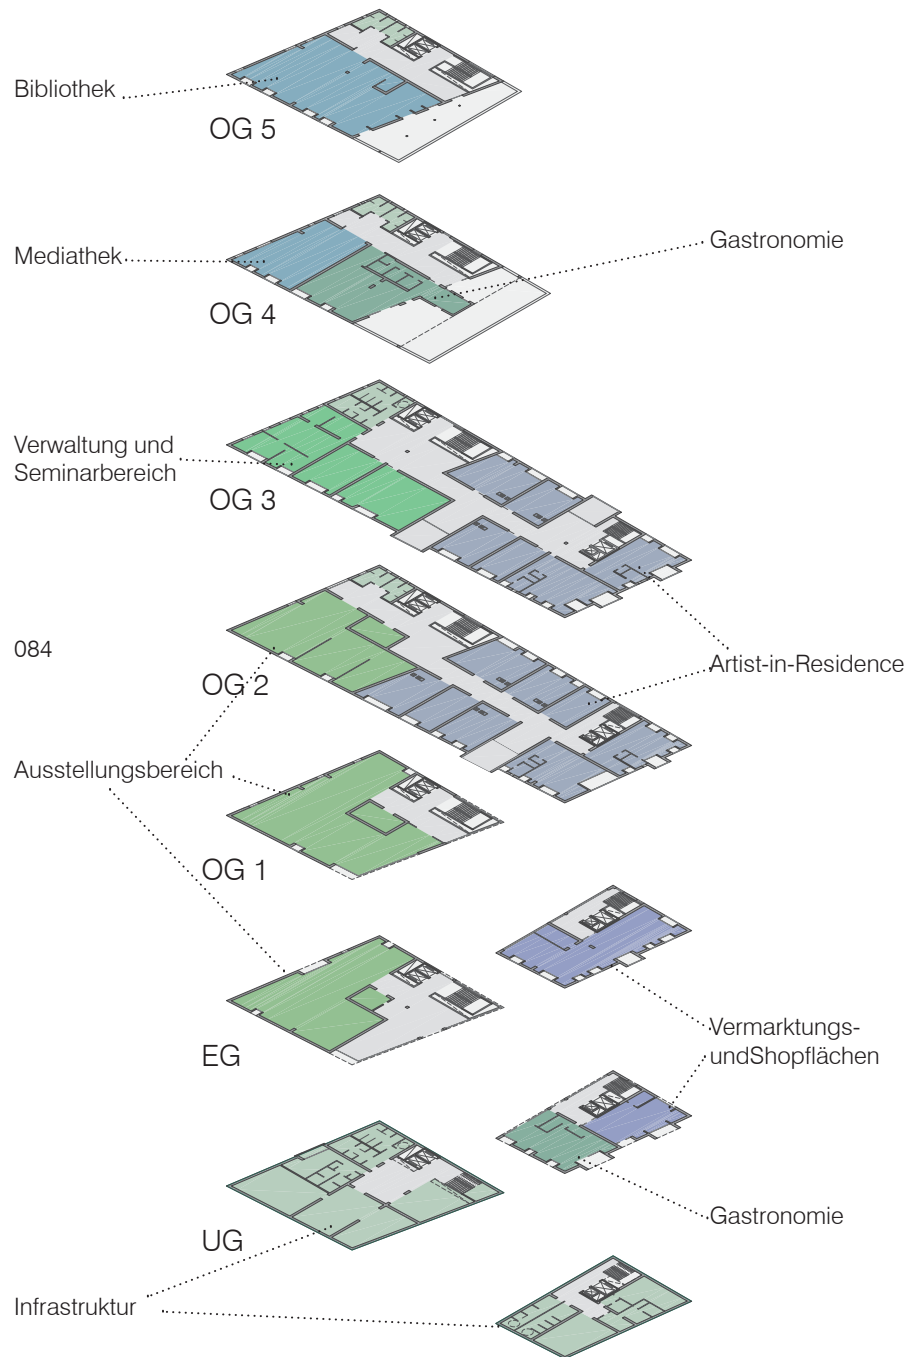 Bibliothek
OG 5
Gastronomie
Mediathek
OG 4
Verwaltung und
Seminarbereich
OG 3
084
Artist-in-Residence
OG 2
Ausstellungsbereich
OG 1
Vermarktungs-
undShopflächen
EG
Gastronomie
UG
Infrastruktur